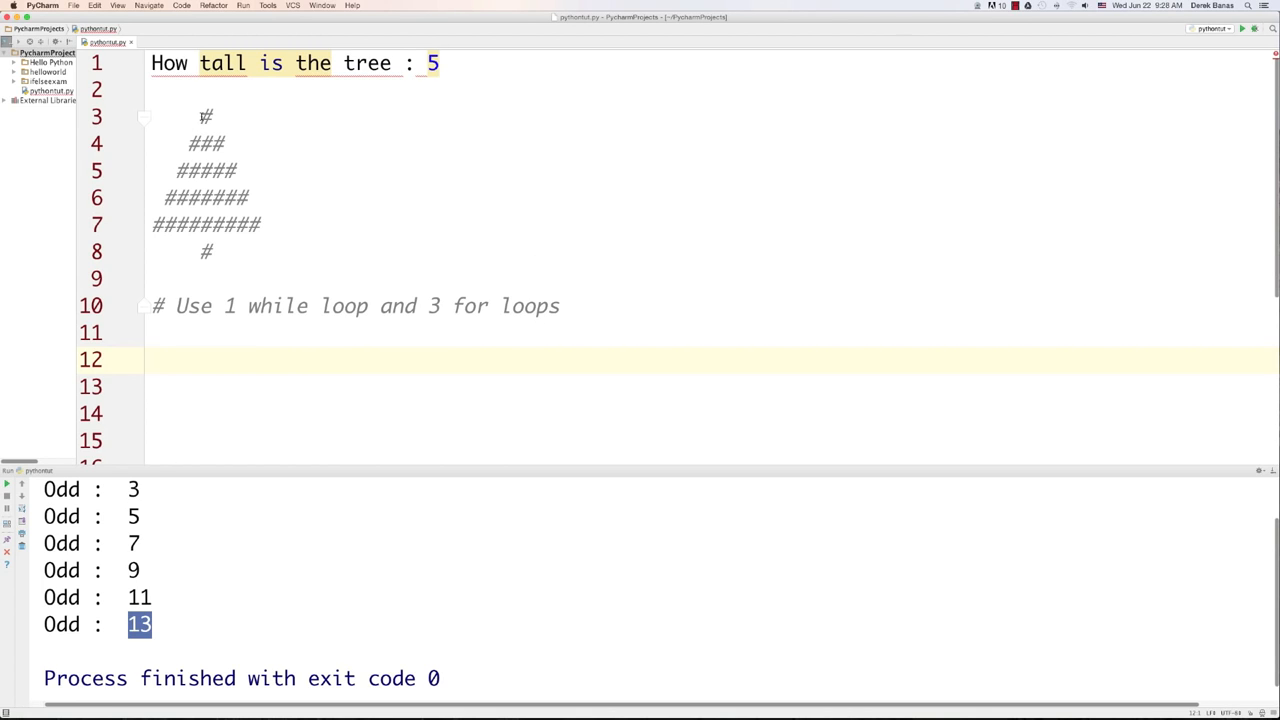 PyCharm File Edit View Navigate Code Refactor Run Tools VCS Window Help 10 Wed Jun 22 9:28 AM Derek Banas
pythontut.py - PycharmProjects - [~/PycharmProjects]
PycharmProjects pythontut.py pythontut
pythontut.py
PycharmProject
Hello Python
helloworld
ifelseexam
pythontut.py
External Librarie
1 How tall is the tree : 5
2
3 #
4 ###
5 #####
6 #######
7 #########
8 #
9
10 # Use 1 while loop and 3 for loops
11
12
13
14
15
16
Run pythontut
Odd : 3
Odd : 5
Odd : 7
Odd : 9
Odd : 11
Odd : 13
Process finished with exit code 0
12:1 LF UTF-8